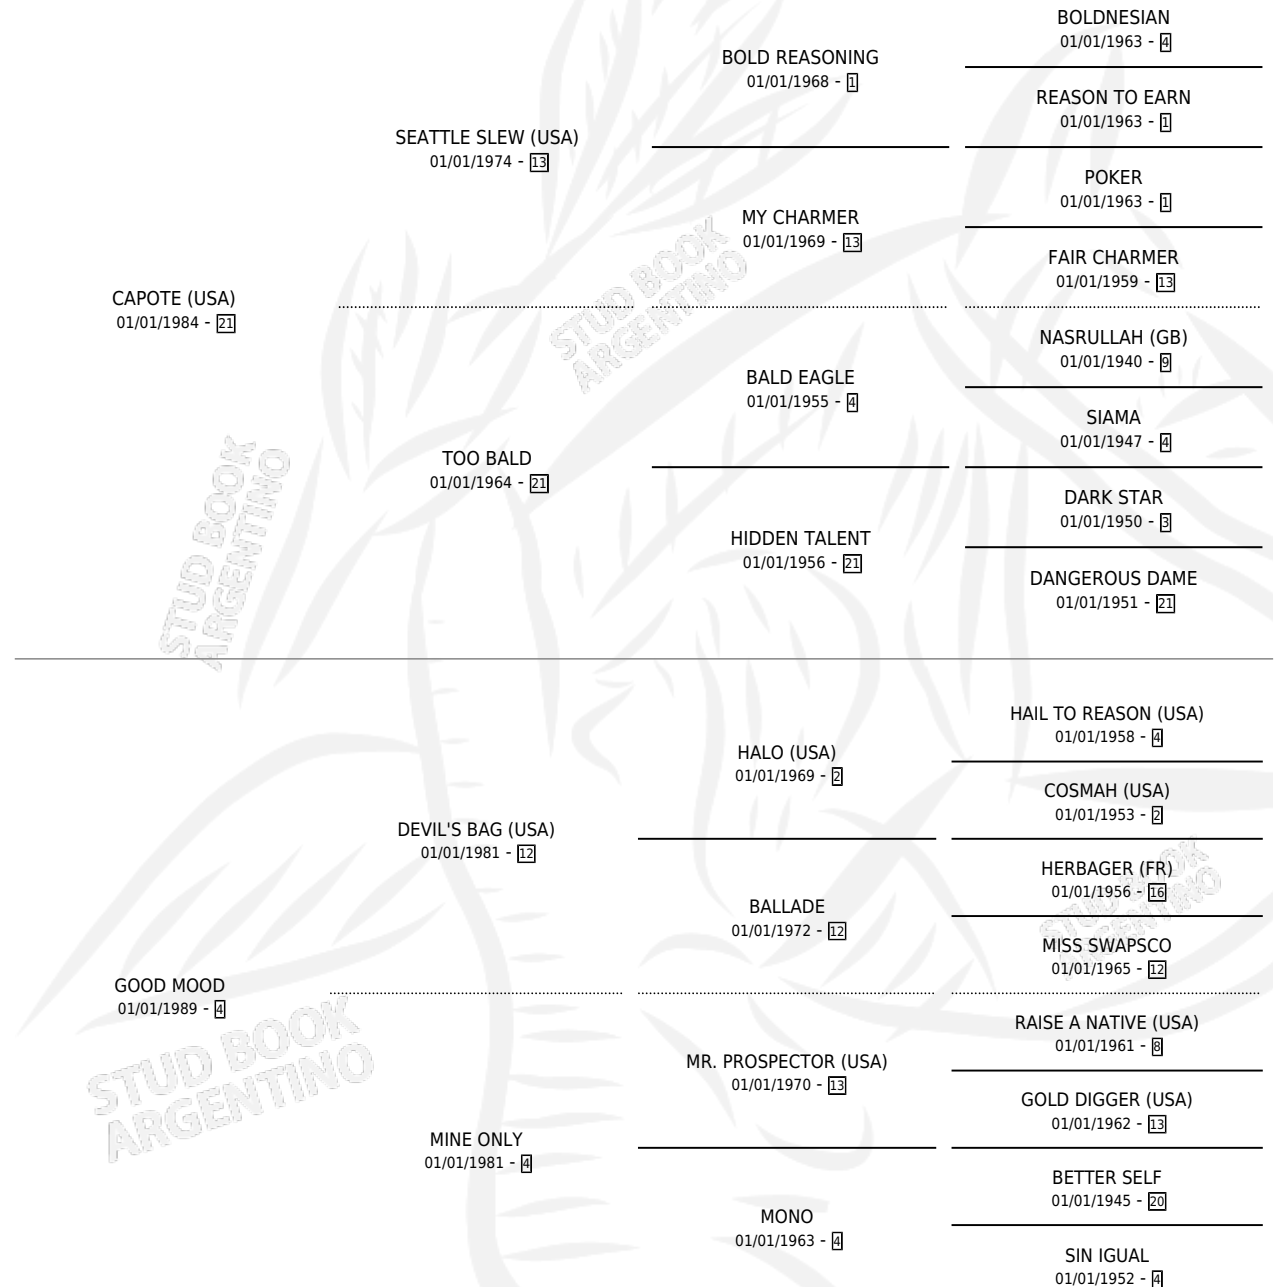 BOLDNESIAN
01/01/1963 - 4
BOLD REASONING
01/01/1968 - 1
REASON TO EARN
01/01/1963 - 1
SEATTLE SLEW (USA)
01/01/1974 - 13
POKER
01/01/1963 - 1
MY CHARMER
01/01/1969 - 13
FAIR CHARMER
01/01/1959 - 13
CAPOTE (USA)
01/01/1984 - 21
STUD BOOK
ARGENTINO
NASRULLAH (GB)
01/01/1940 - 9
BALD EAGLE
01/01/1955 - 4
SIAMA
01/01/1947 - 4
TOO BALD
01/01/1964 - 21
DARK STAR
01/01/1950 - 3
HIDDEN TALENT
01/01/1956 - 21
DANGEROUS DAME
01/01/1951 - 21
STUD BOOK
ARGENTINO
HAIL TO REASON (USA)
01/01/1958 - 4
HALO (USA)
01/01/1969 - 2
COSMAH (USA)
01/01/1953 - 2
DEVIL'S BAG (USA)
01/01/1981 - 12
HERBAGER (FR)
01/01/1956 - 16
STUD BOOK
ARGENTINO
BALLADE
01/01/1972 - 12
MISS SWAPSCO
01/01/1965 - 12
GOOD MOOD
01/01/1989 - 4
STUD BOOK
ARGENTINO
RAISE A NATIVE (USA)
01/01/1961 - 8
MR. PROSPECTOR (USA)
01/01/1970 - 13
GOLD DIGGER (USA)
01/01/1962 - 13
MINE ONLY
01/01/1981 - 4
BETTER SELF
01/01/1945 - 20
MONO
01/01/1963 - 4
SIN IGUAL
01/01/1952 - 4